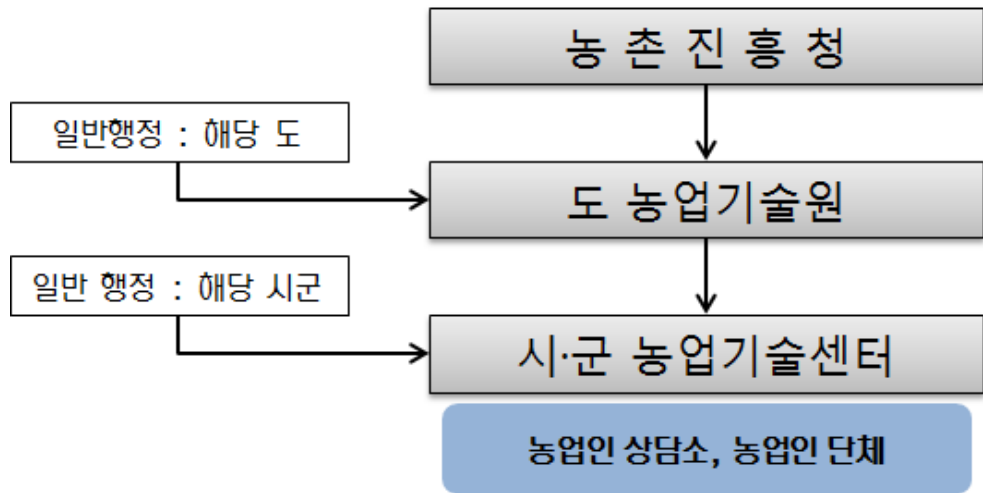 농 촌 진 흥 청
일반행정 : 해당 도
도 농업기술원
일반 행정 : 해당 시군
시·군 농업기술센터
농업인 상담소, 농업인 단체